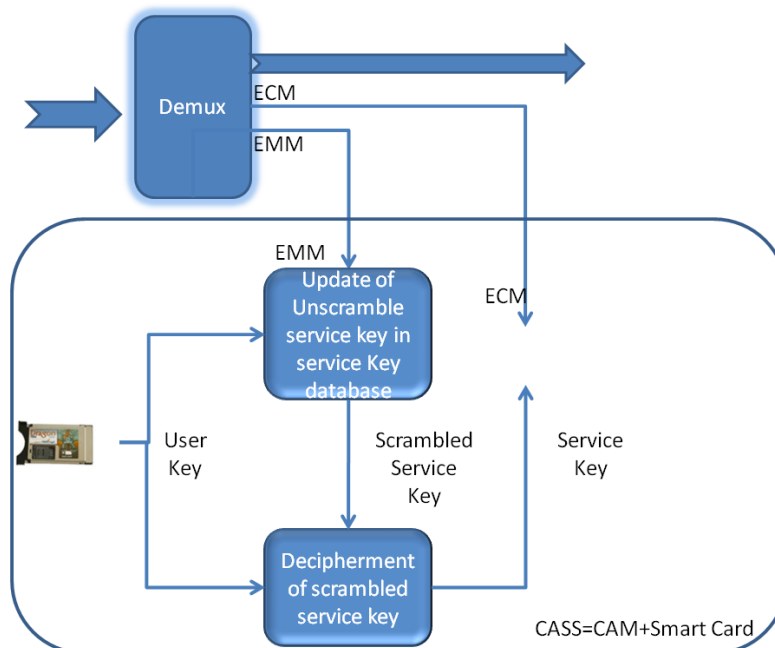 Demux
ECM
EMM
EMM
Update of
Unscramble
service key in
service Key
database
ECM
User
Key
Scrambled
Service
Key
Service
Key
Decipherment
of scrambled
service key
CASS=CAM+Smart Card